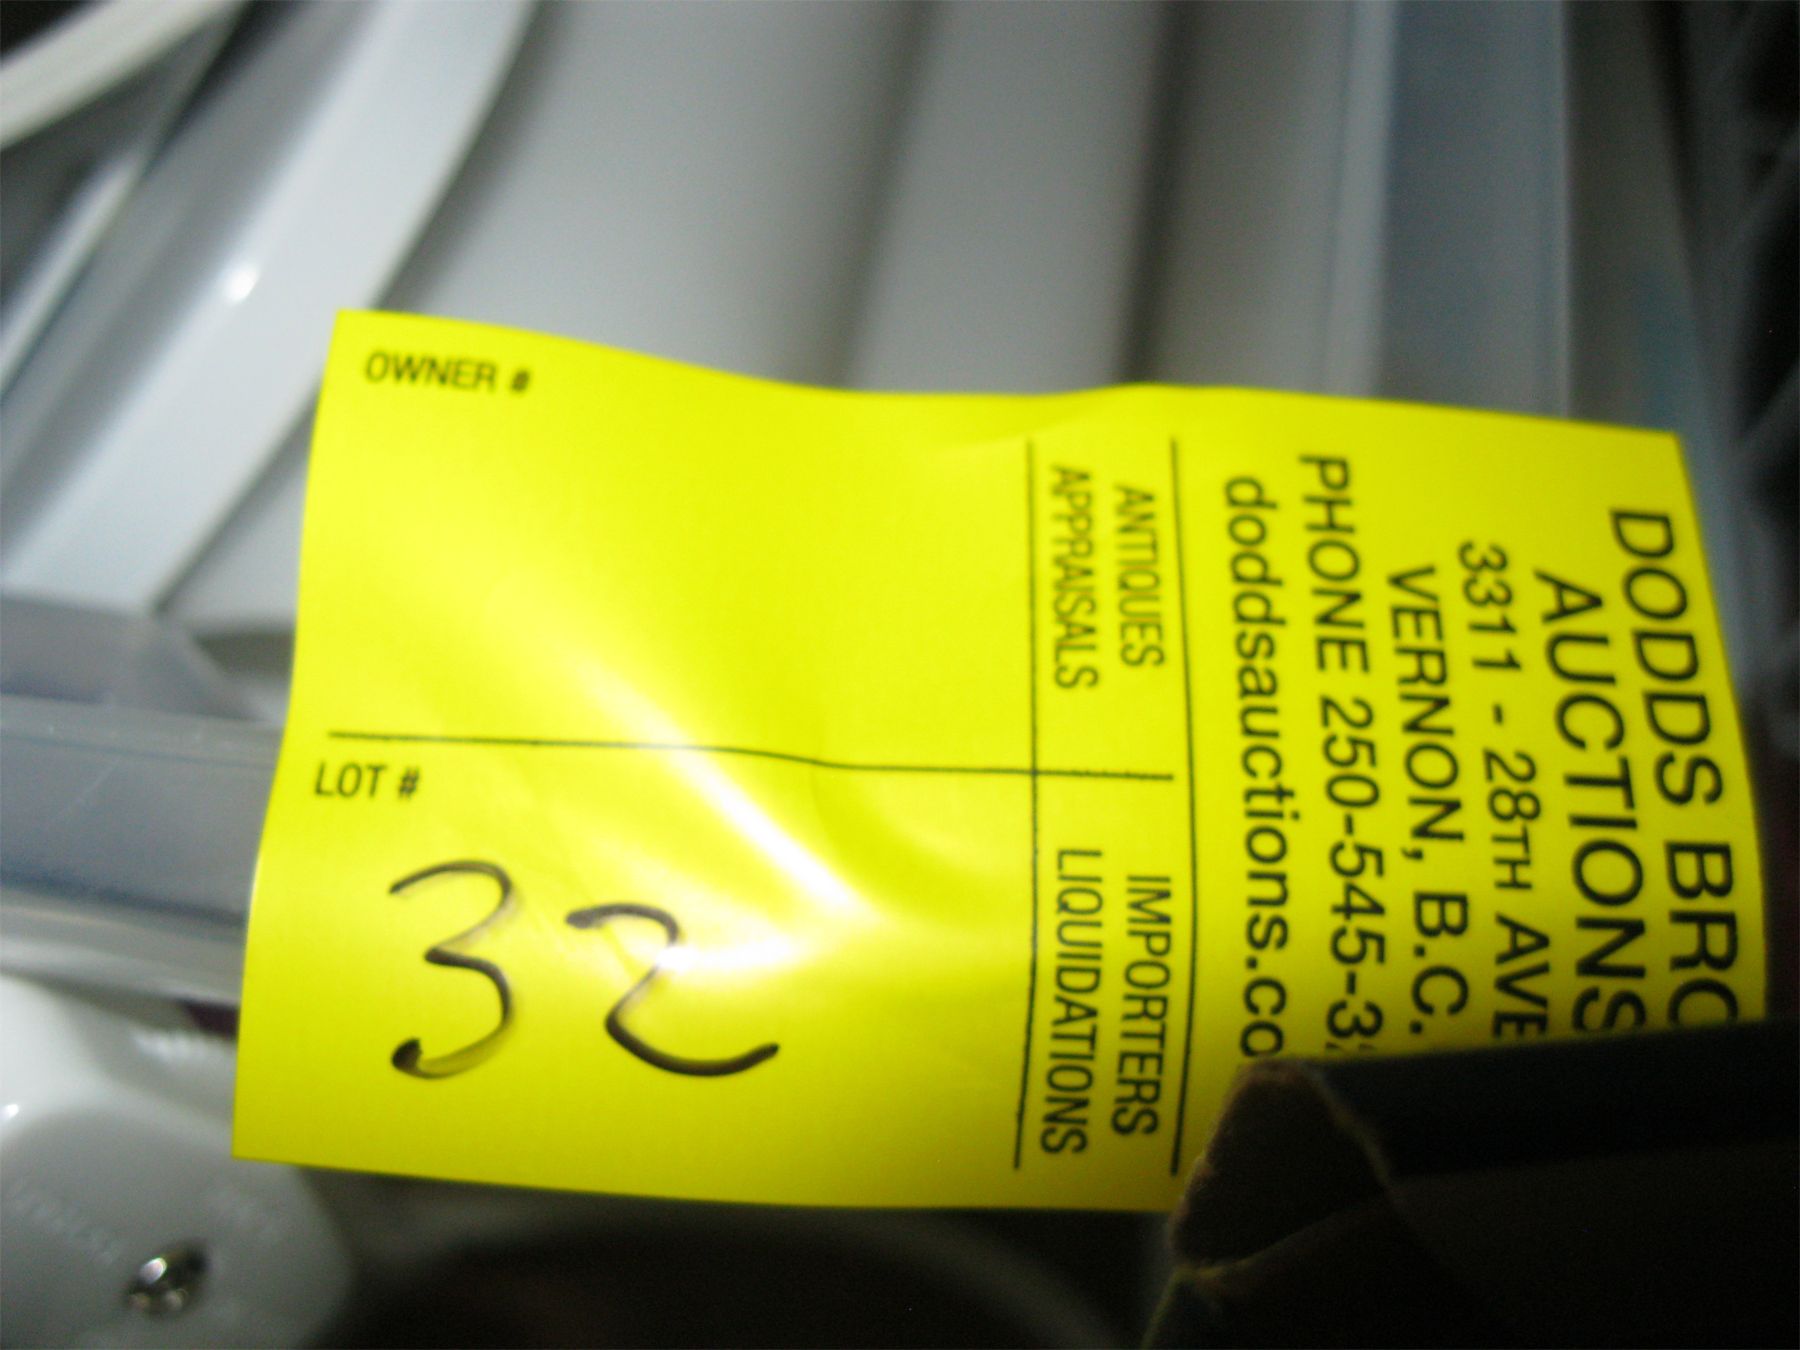 DODDS BRO
AUCTIONS
3311 - 28TH AVE
VERNON, B.C.
PHONE 250-545-3
doddsauctions.co
ANTIQUES
APPRAISALS
IMPORTERS
LIQUIDATIONS
OWNER #
LOT #
32